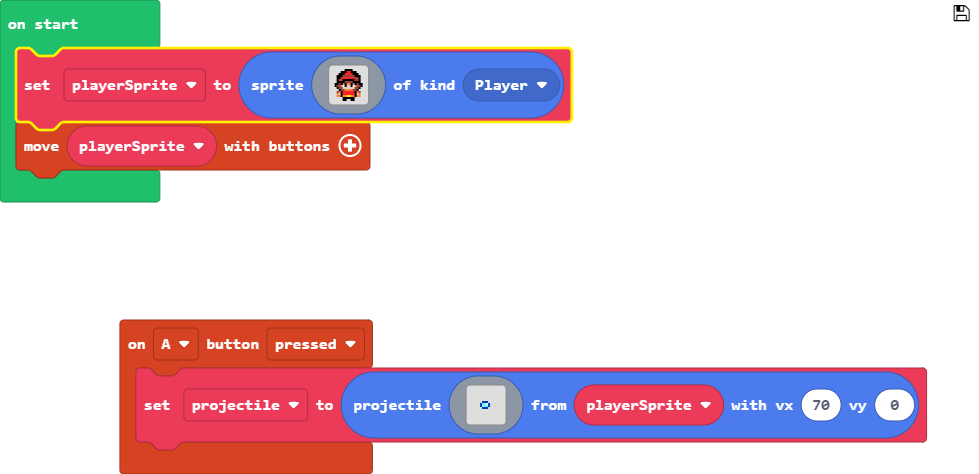 on start
set playerSprite to sprite of kind Player
move playerSprite with buttons
on A button pressed
set projectile to projectile from playerSprite with vx 70 vy 0